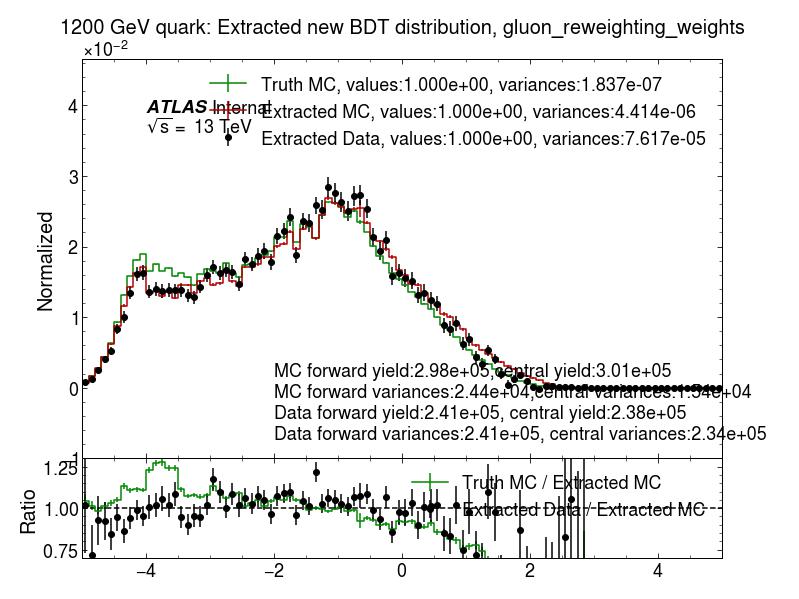 1200 GeV quark: Extracted new BDT distribution, gluon_reweighting_weights
×10−2
Truth MC, values:1.000e+00, variances:1.837e-07
ATLAS Internal
Extracted MC, values:1.000e+00, variances:4.414e-06
√s = 13 TeV
Extracted Data, values:1.000e+00, variances:7.617e-05
4
3
2
1
0
Normalized
MC forward yield:2.98e+05,central yield:3.01e+05
MC forward variances:2.44e+04,central variances:1.54e+04
Data forward yield:2.41e+05, central yield:2.38e+05
Data forward variances:2.41e+05, central variances:2.34e+05
1
1.25
1.00
0.75
Ratio
Truth MC / Extracted MC
Extracted Data / Extracted MC
−4
−2
0
2
4